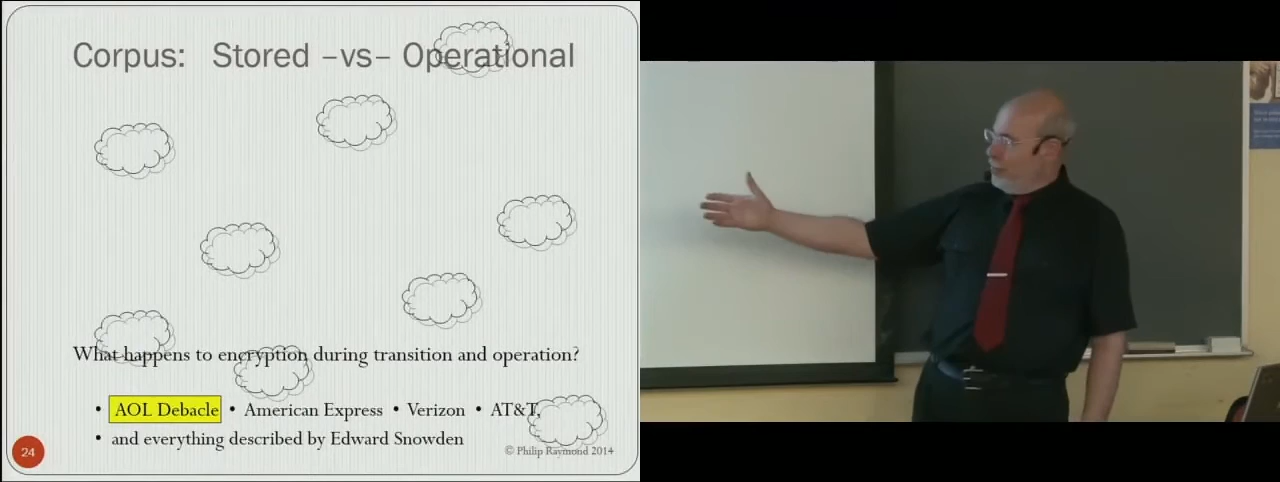 Corpus: Stored –vs– Operational
What happens to encryption during transition and operation?
• AOL Debacle • American Express • Verizon • AT&T,
• and everything described by Edward Snowden
24
© Philip Raymond 2014